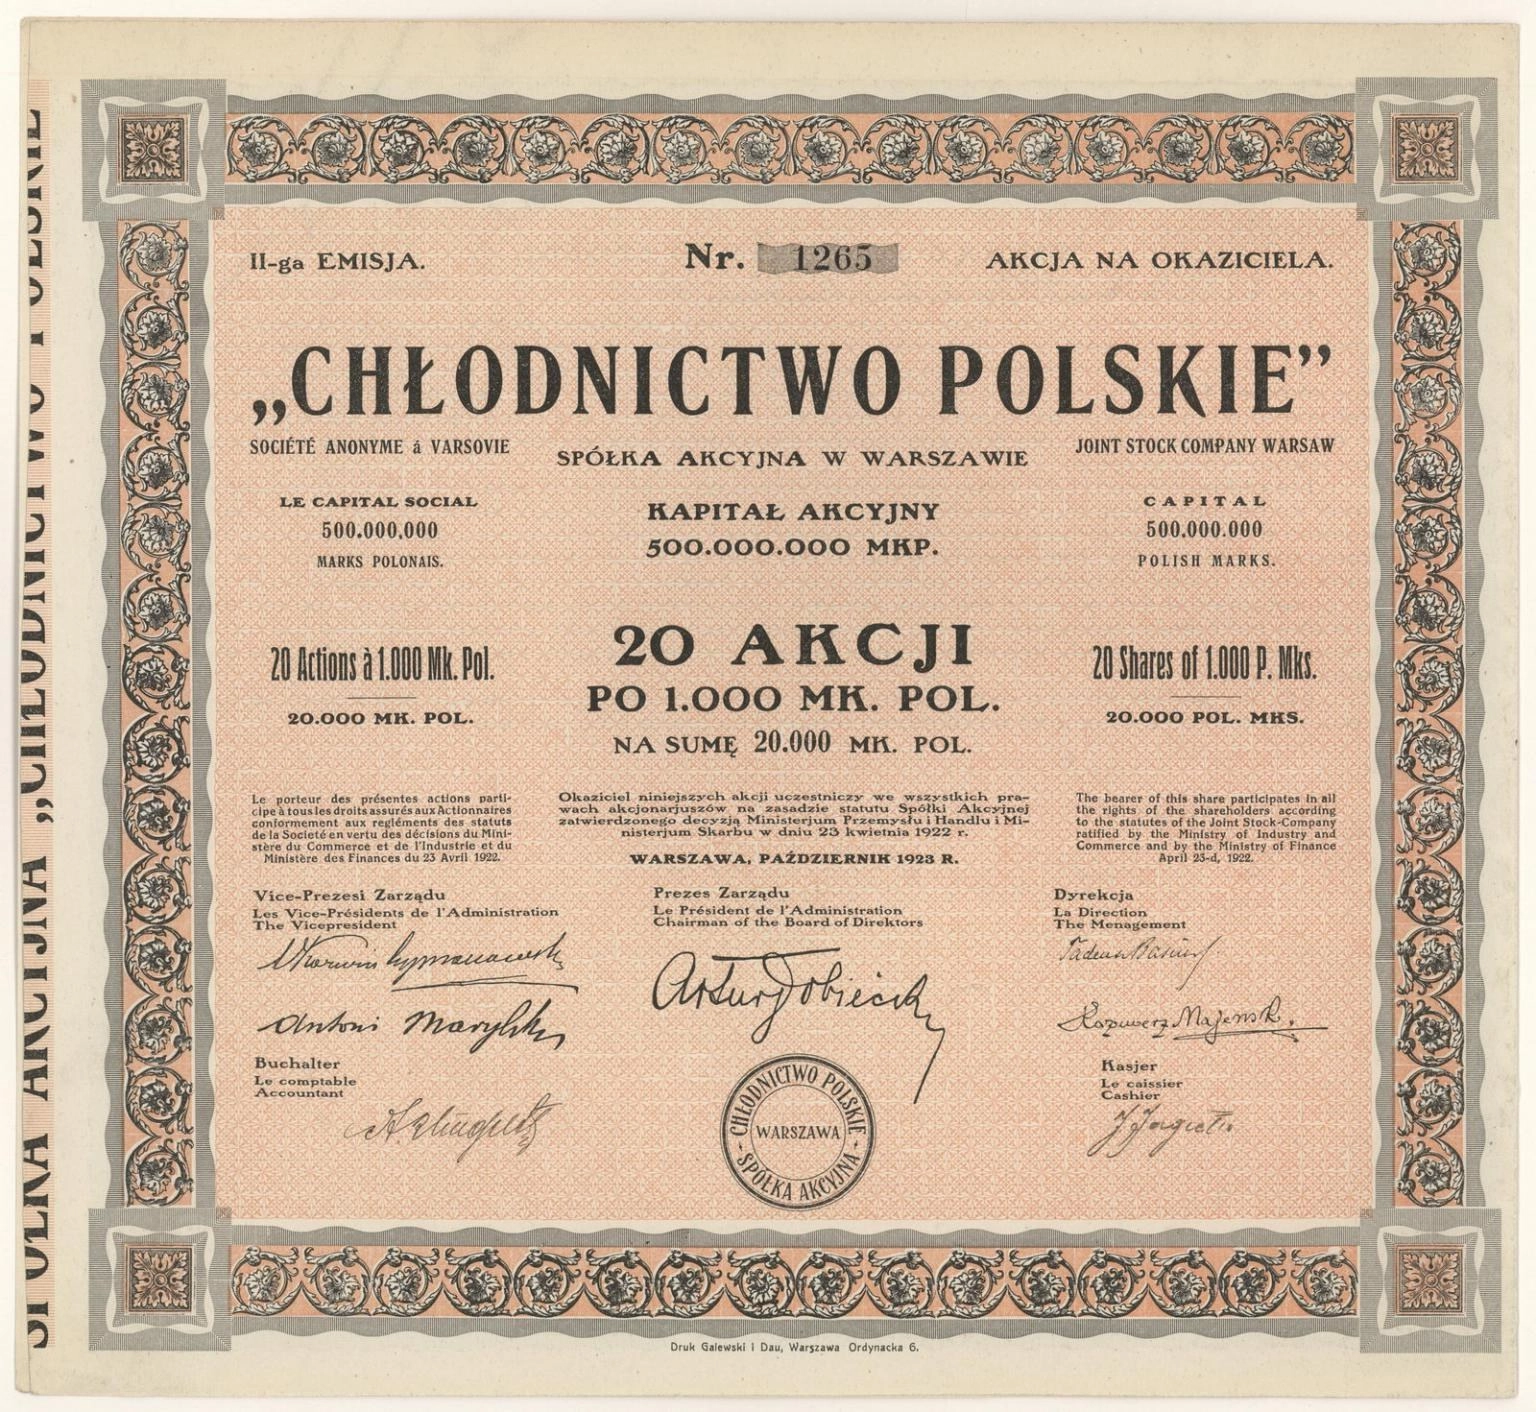 II-ga EMISJA.
Nr. 1265
AKCJA NA OKAZICIELA.
„CHŁODNICTWO POLSKIE”
SOCIÉTÉ ANONYME á VARSOVIE
SPÓŁKA AKCYJNA W WARSZAWIE
JOINT STOCK COMPANY WARSAW
LE CAPITAL SOCIAL
500.000.000
MARKS POLONAIS.
KAPITAŁ AKCYJNY
500.000.000 MKP.
CAPITAL
500.000.000
POLISH MARKS.
20 Actions à 1.000 Mk. Pol.
20.000 MK. POL.
20 AKCJI
PO 1.000 MK. POL.
NA SUMĘ 20.000 MK. POL.
20 Shares of 1.000 P. Mks.
20.000 POL. MKS.
Le porteur des présentes actions parti-
cipe à tous les droits assurés aux Actionnaires
conformement aux regléments des statuts
de la Societé en vertu des décisions du Mini-
stère du Commerce et de l'Industrie et du
Ministère des Finances du 23 Avril 1922.
Okaziciel niniejszych akcji uczestniczy we wszystkich pra-
wach akcjonarjuszów na zasadzie statutu Spółki Akcyjnej
zatwierdzonego decyzją Ministerjum Przemysłu i Handlu i Mi-
nisterjum Skarbu w dniu 23 kwietnia 1922 r.
WARSZAWA, PAŹDZIERNIK 1923 R.
The bearer of this share participates in all
the rights of the shareholders according
to the statutes of the Joint Stock-Company
ratified by the Ministry of Industry and
Commerce and by the Ministry of Finance
April 23-d, 1922.
Vice-Prezesi Zarządu
Les Vice-Présidents de l'Administration
The Vicepresident
Prezes Zarządu
Le Président de l'Administration
Chairman of the Board of Direktors
Dyrekcja
La Direction
The Menagement
Antoni
Artur
Kazimierz
Buchalter
Le comptable
Accountant
Kasjer
Le caissier
Cashier
CHŁODNICTWO POLSKIE
WARSZAWA
SPÓŁKA AKCYJNA
Druk Galewski i Dau, Warszawa Ordynacka 6.
SPÓŁKA AKCYJNA „CHŁODNICTWO POLSKIE